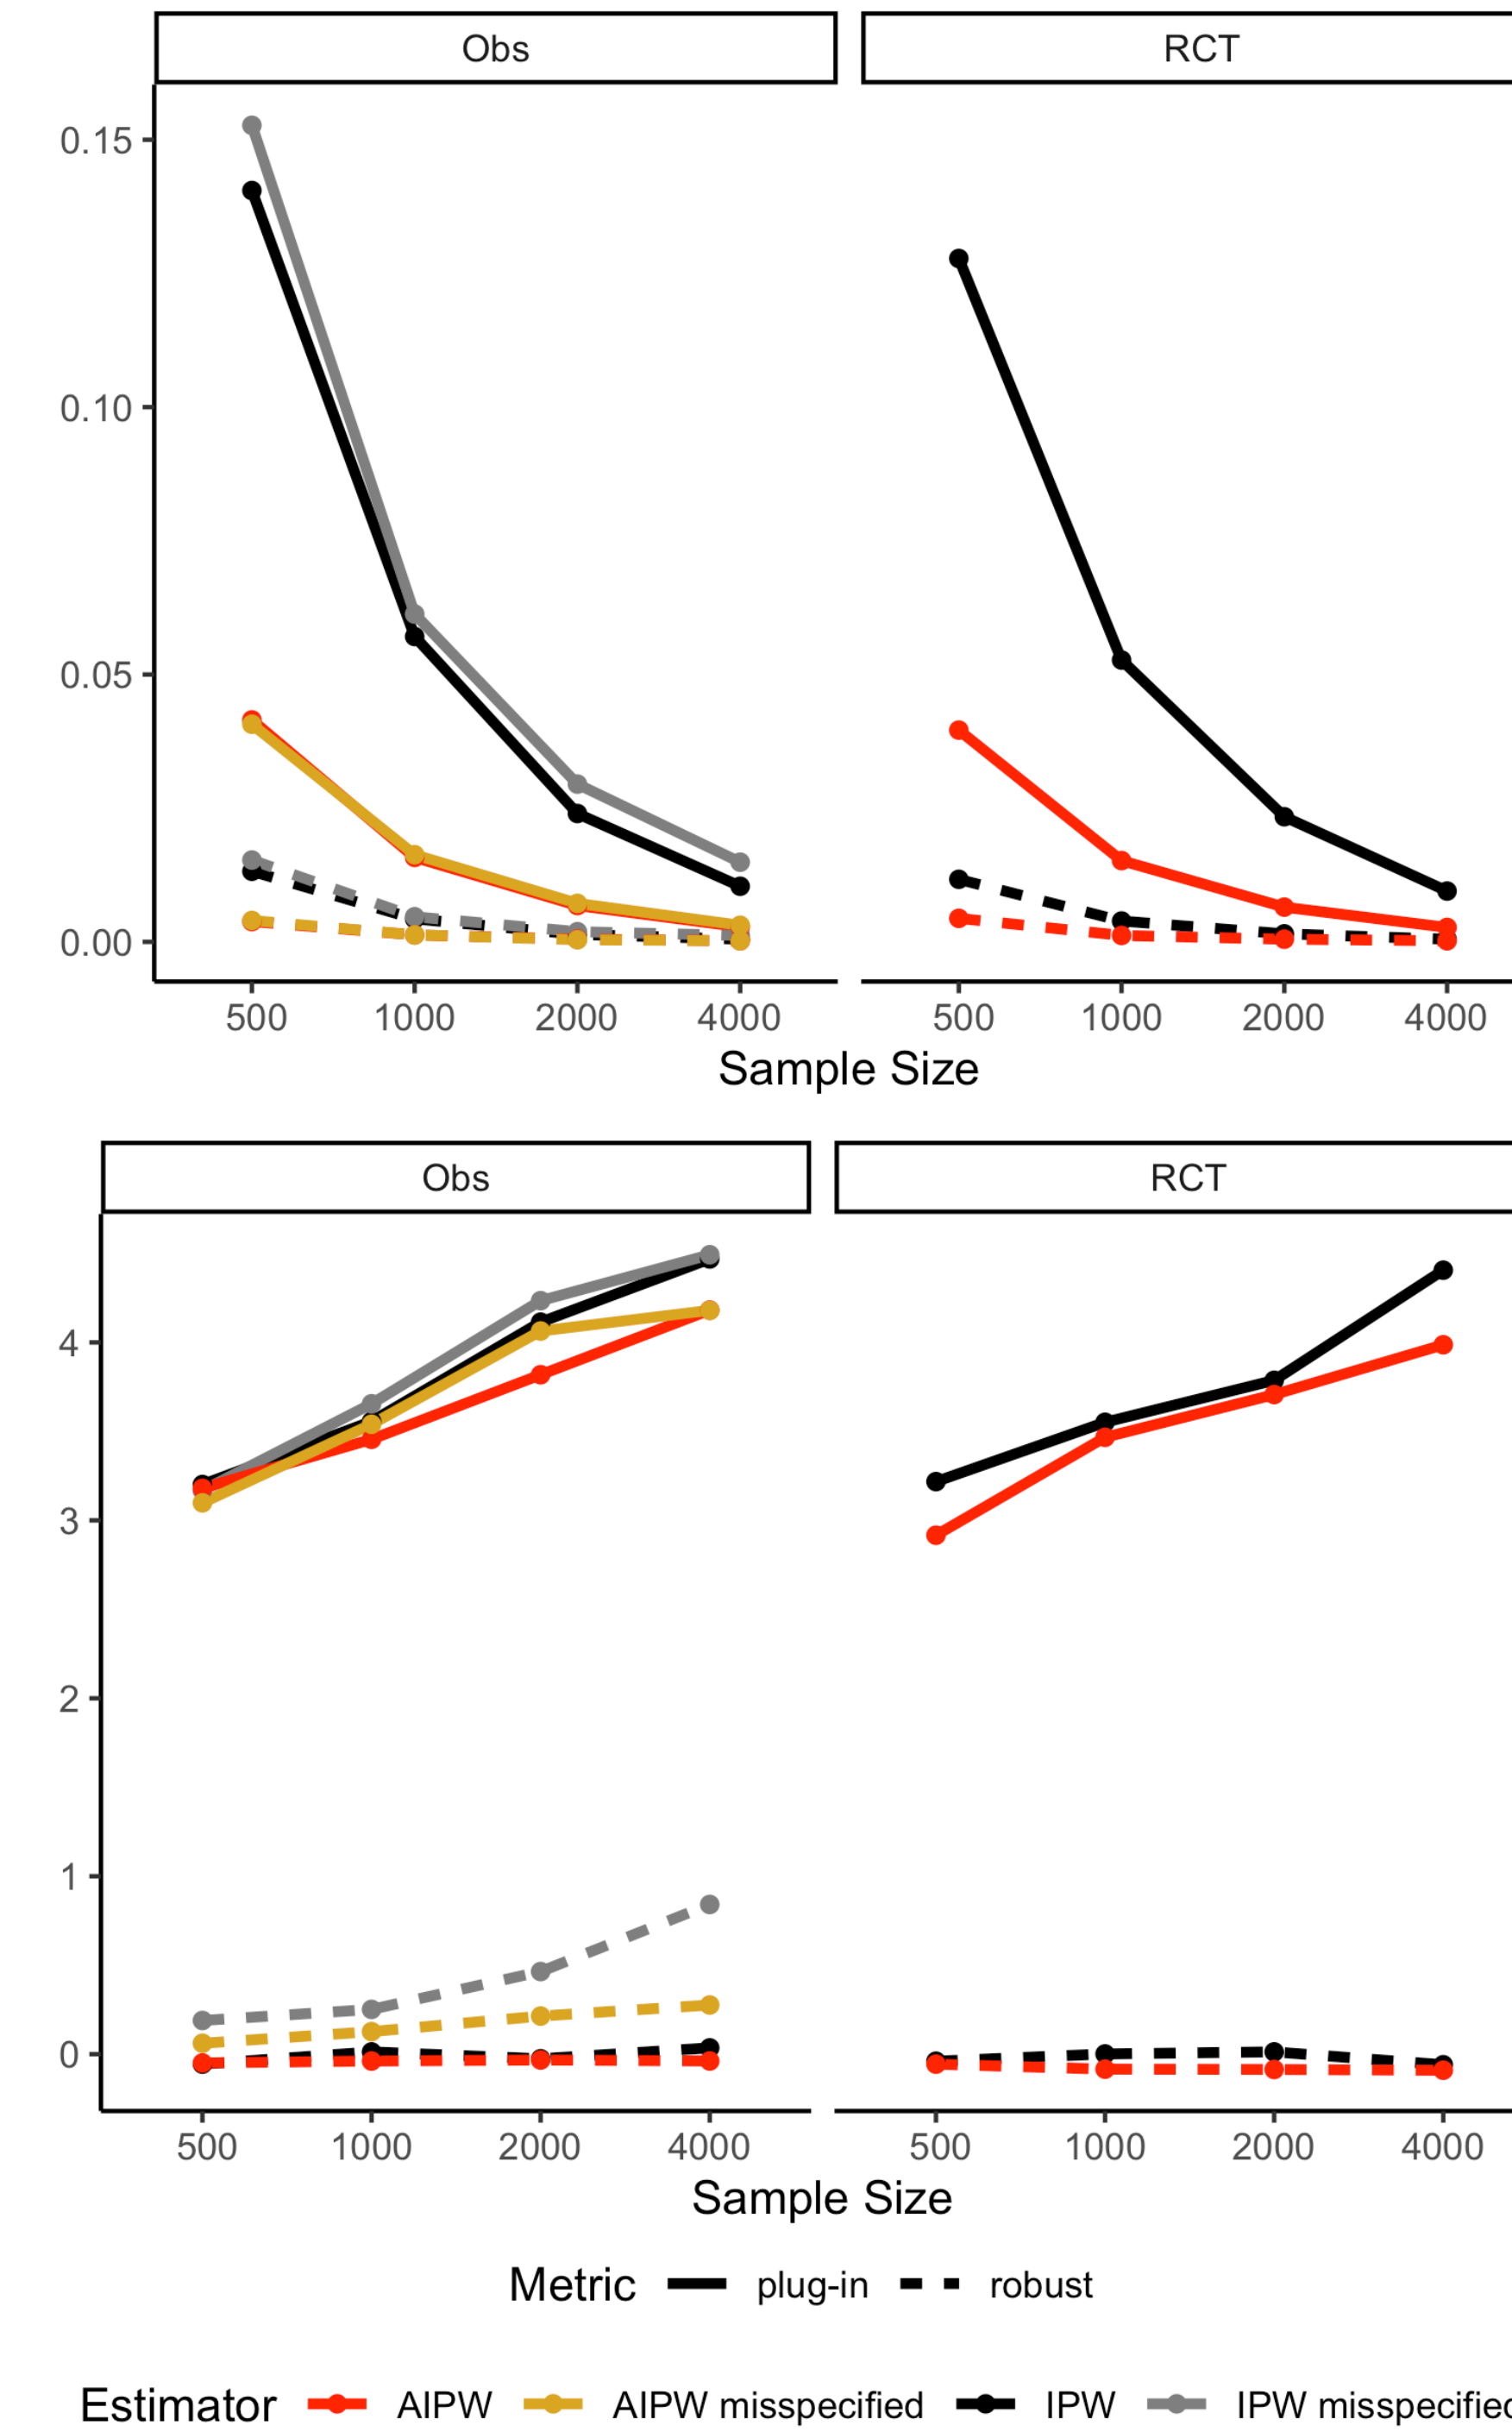 Obs RCT
0.15
0.10
0.05
0.00
500 1000 2000 4000 500 1000 2000 4000
Sample Size
Obs RCT
4
3
2
1
0
500 1000 2000 4000 500 1000 2000 4000
Sample Size
Metric plug-in robust
Estimator AIPW AIPW misspecified IPW IPW misspecified